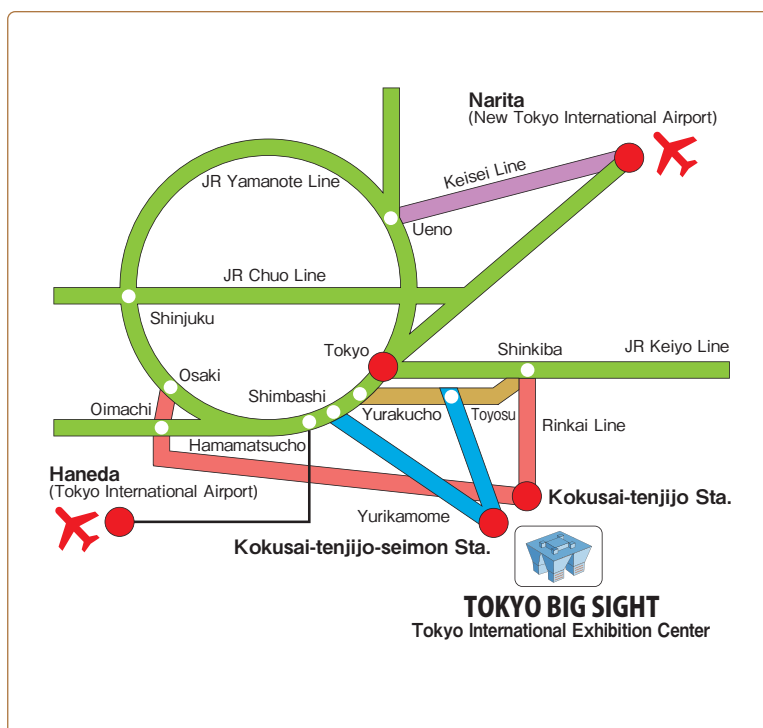 Narita
(New Tokyo International Airport)
Keisei Line
JR Yamanote Line
Ueno
JR Chuo Line
Shinjuku
Tokyo
Shinkiba
JR Keiyo Line
Osaki
Shimbashi
Oimachi
Yurakucho
Toyosu
Rinkai Line
Hamamatsucho
Haneda
(Tokyo International Airport)
Kokusai-tenjijo Sta.
Yurikamome
Kokusai-tenjijo-seimon Sta.
TOKYO BIG SIGHT
Tokyo International Exhibition Center